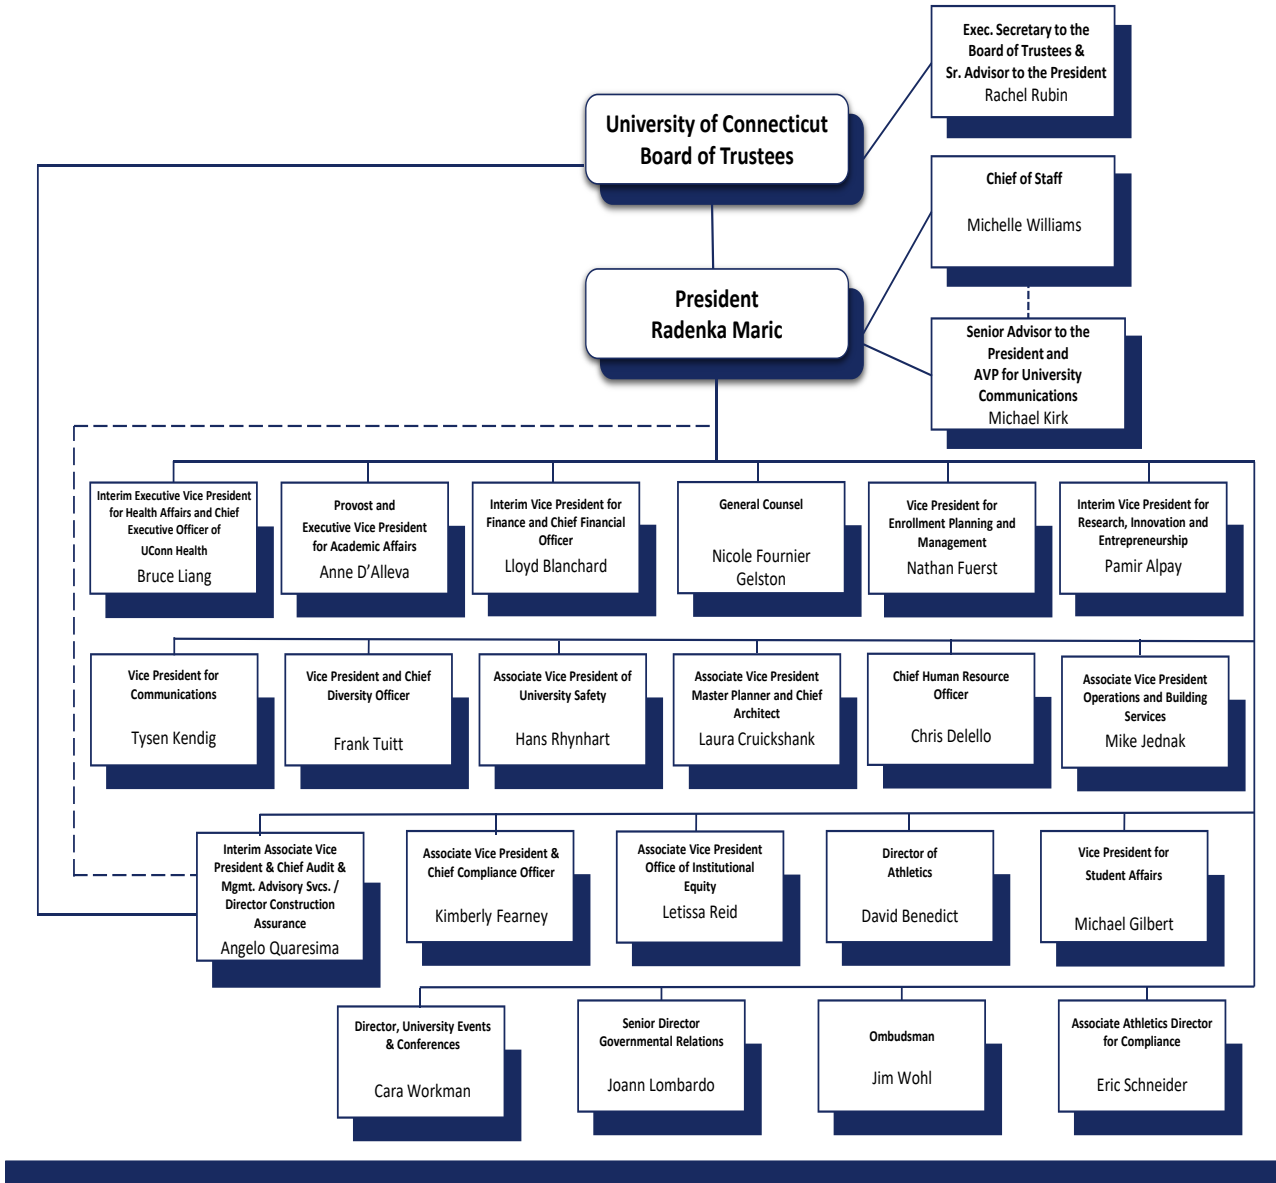 Exec. Secretary to the
Board of Trustees &
Sr. Advisor to the President
Rachel Rubin
University of Connecticut
Board of Trustees
Chief of Staff
Michelle Williams
President
Radenka Maric
Senior Advisor to the
President and
AVP for University
Communications
Michael Kirk
Interim Executive Vice President
for Health Affairs and Chief
Executive Officer of
UConn Health
Bruce Liang
Provost and
Executive Vice President
for Academic Affairs
Anne D’Alleva
Interim Vice President for
Finance and Chief Financial
Officer
Lloyd Blanchard
General Counsel
Nicole Fournier
Gelston
Vice President for
Enrollment Planning and
Management
Nathan Fuerst
Interim Vice President for
Research, Innovation and
Entrepreneurship
Pamir Alpay
Vice President for
Communications
Tysen Kendig
Vice President and Chief
Diversity Officer
Frank Tuitt
Associate Vice President of
University Safety
Hans Rhynhart
Associate Vice President
Master Planner and Chief
Architect
Laura Cruickshank
Chief Human Resource
Officer
Chris Delello
Associate Vice President
Operations and Building
Services
Mike Jednak
Interim Associate Vice
President & Chief Audit &
Mgmt. Advisory Svcs. /
Director Construction
Assurance
Angelo Quaresima
Associate Vice President &
Chief Compliance Officer
Kimberly Fearney
Associate Vice President
Office of Institutional
Equity
Letissa Reid
Director of
Athletics
David Benedict
Vice President for
Student Affairs
Michael Gilbert
Director, University Events
& Conferences
Cara Workman
Senior Director
Governmental Relations
Joann Lombardo
Ombudsman
Jim Wohl
Associate Athletics Director
for Compliance
Eric Schneider